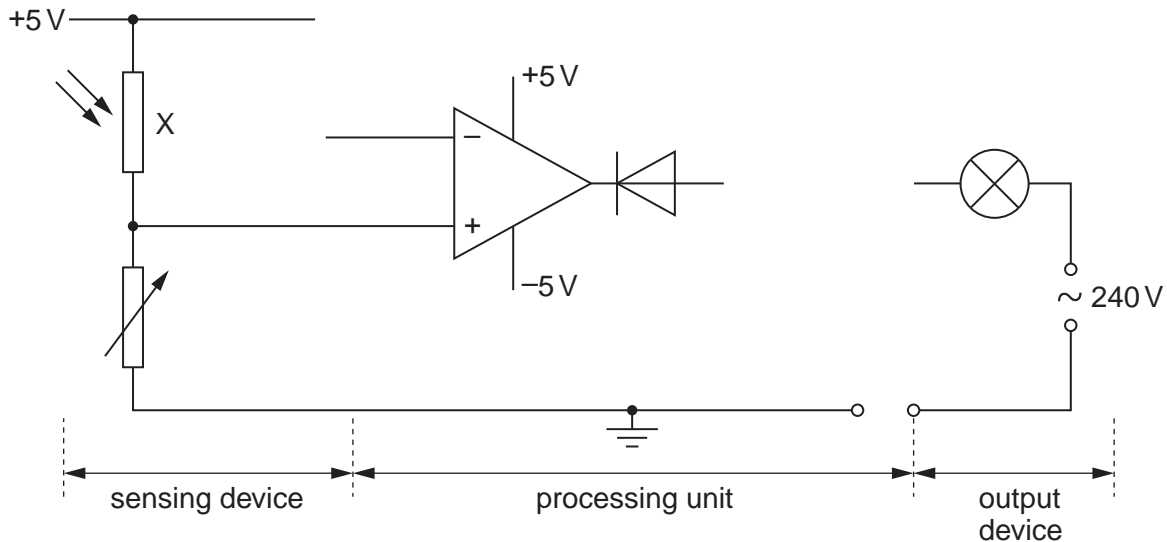 +5 V
X
+5 V
−
+
−5 V
~ 240 V
sensing device
processing unit
output
device